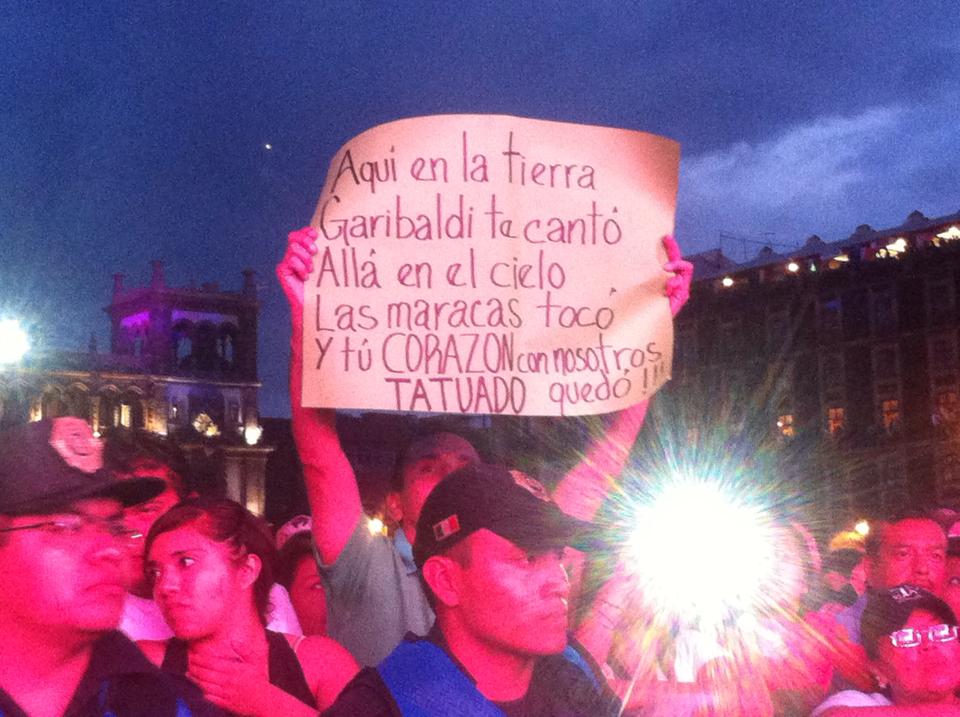 Aqui en la tierra
Garibaldi te cantó
Allá en el cielo
Las maracas tocó
Y tú CORAZON con nosotros
TATUADO quedó!!!